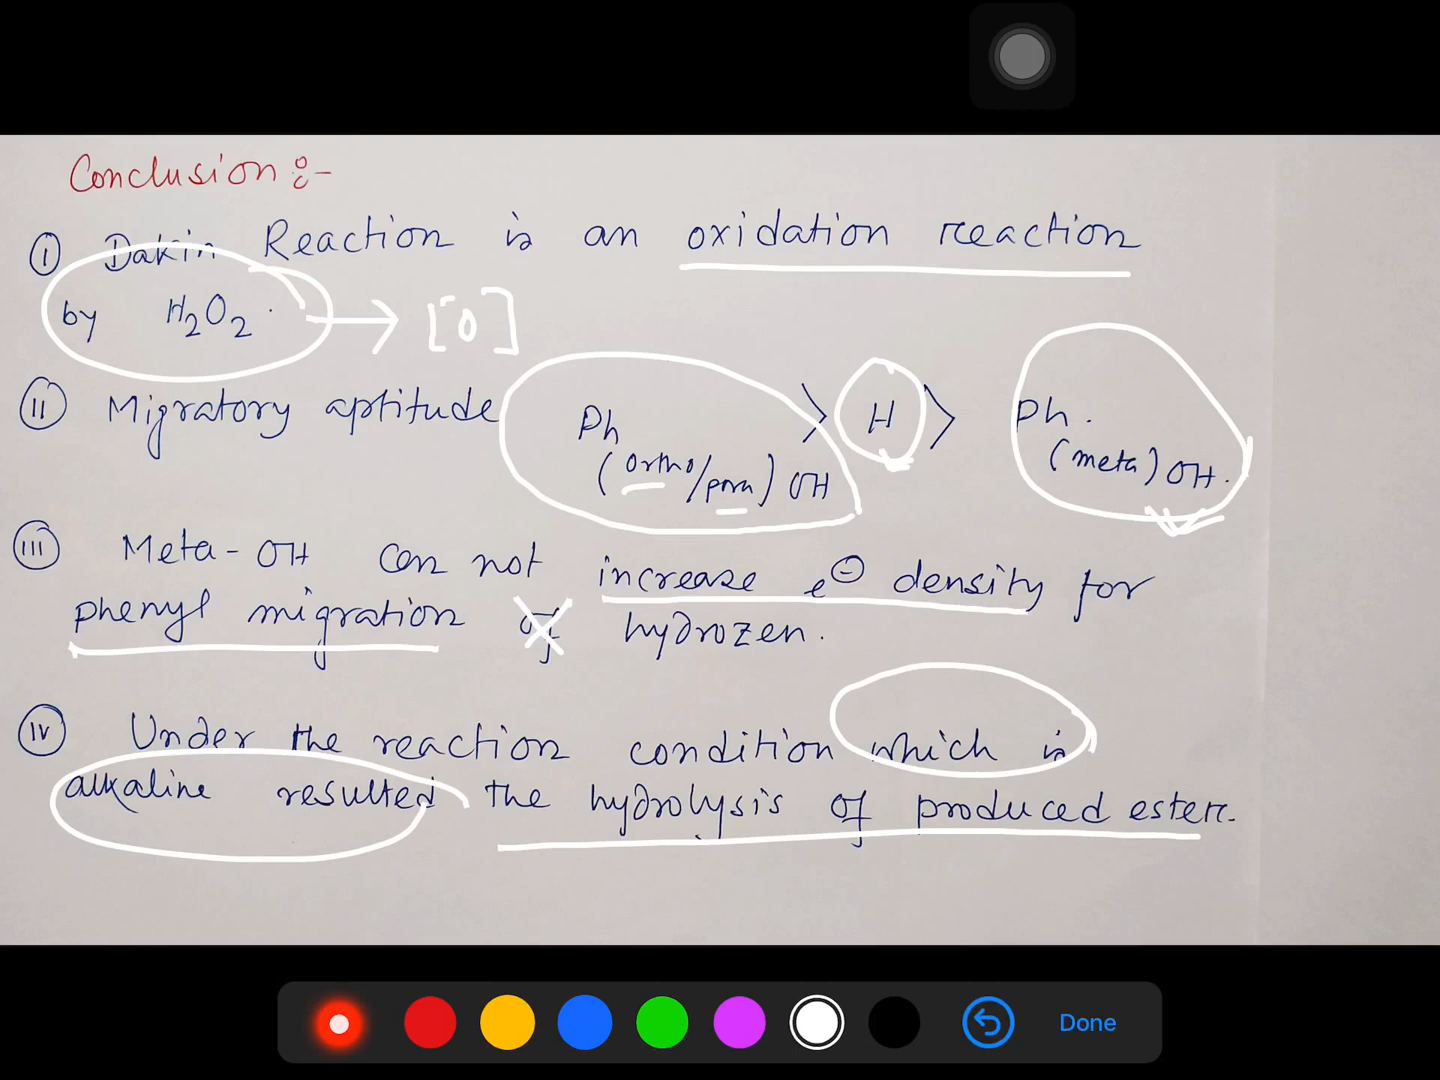 Conclusion :-
(I) Dakin Reaction is an oxidation reaction
by H2O2. → [O]
(II) Migratory aptitude Ph > H > Ph.
(ortho/para) OH (meta) OH.
(III) Meta-OH can not increase e⊖ density for
phenyl migration of hydrozen.
(IV) Under the reaction condition which is
alkaline resulted the hydrolysis of produced ester.
Done